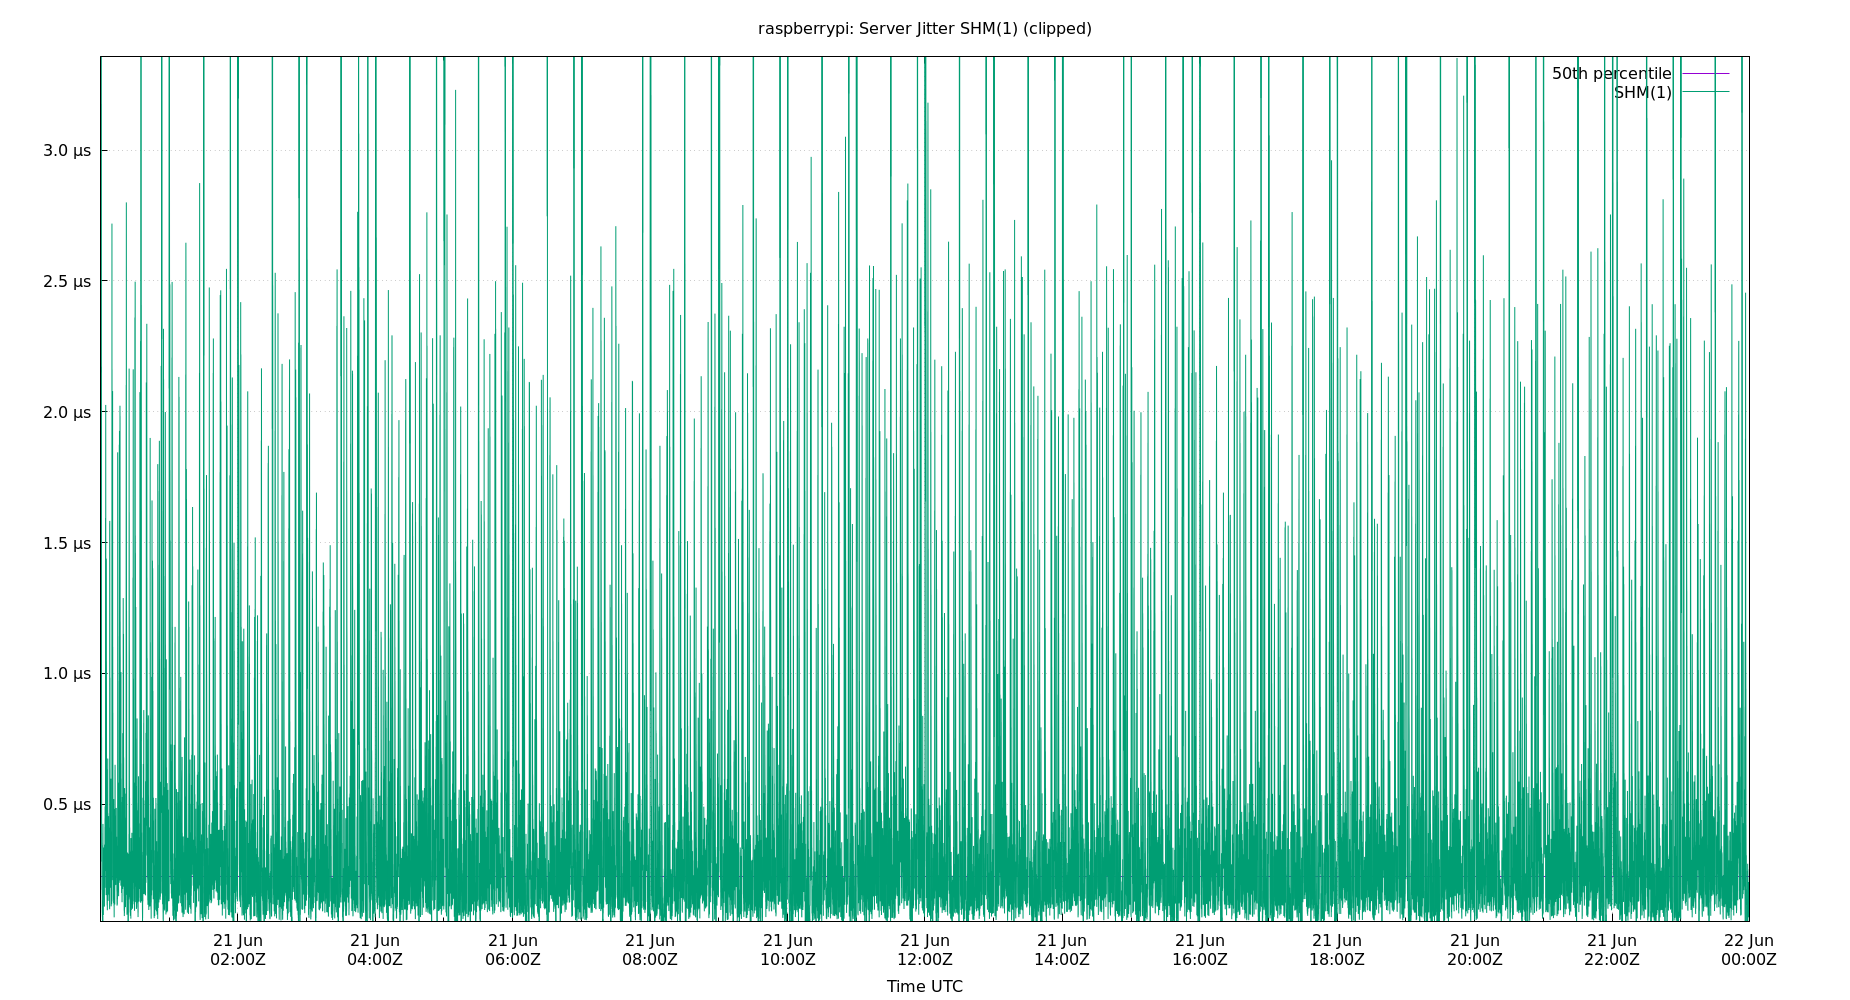 raspberrypi: Server Jitter SHM(1) (clipped)
50th percentile
SHM(1)
3.0 µs
2.5 µs
2.0 µs
1.5 µs
1.0 µs
0.5 µs
21 Jun 21 Jun 21 Jun 21 Jun 21 Jun 21 Jun 21 Jun 21 Jun 21 Jun 21 Jun 21 Jun 22 Jun
02:00Z 04:00Z 06:00Z 08:00Z 10:00Z 12:00Z 14:00Z 16:00Z 18:00Z 20:00Z 22:00Z 00:00Z
Time UTC